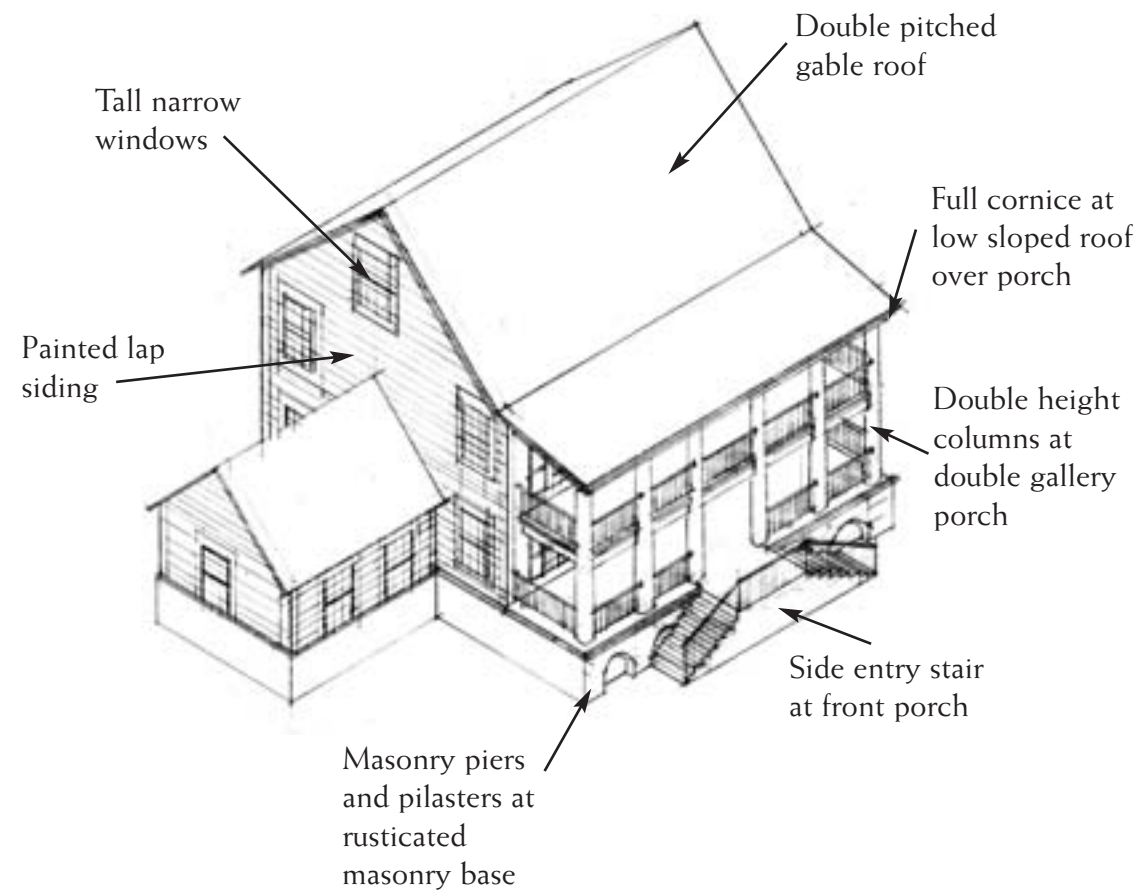 Double pitched
gable roof
Tall narrow
windows
Full cornice at
low sloped roof
over porch
Painted lap
siding
Double height
columns at
double gallery
porch
Side entry stair
at front porch
Masonry piers
and pilasters at
rusticated
masonry base